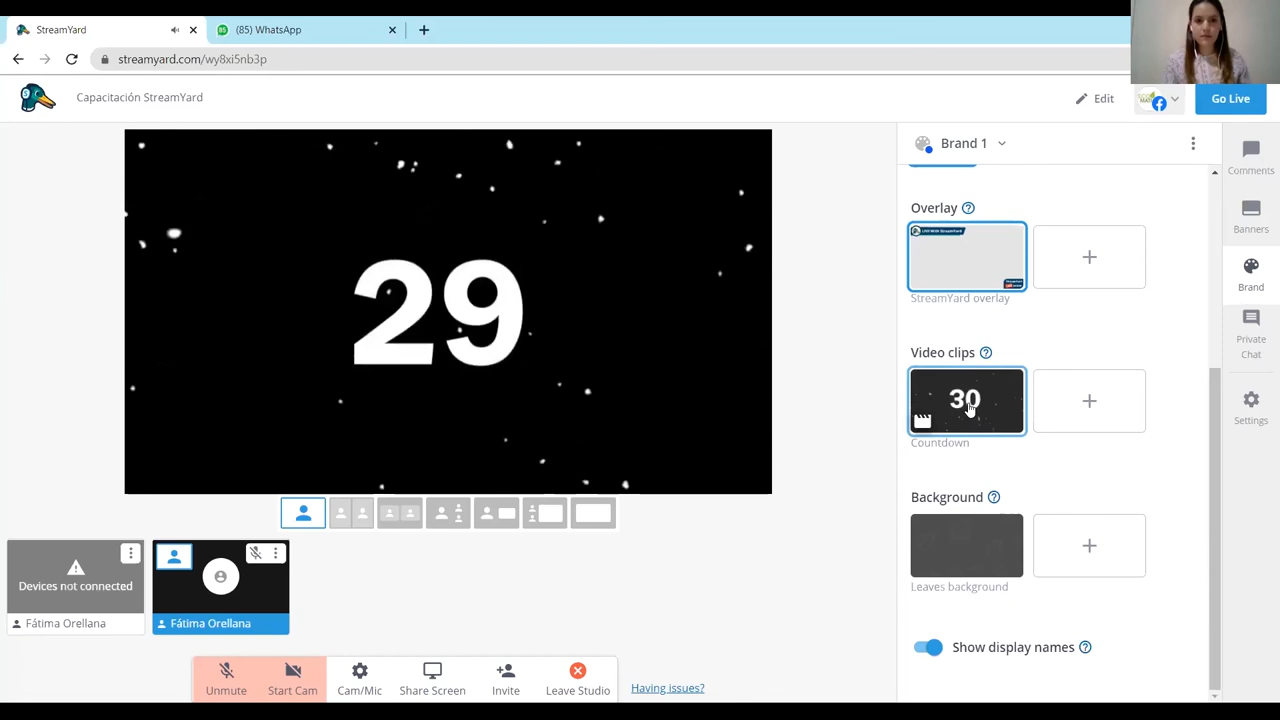 StreamYard
(85) WhatsApp
streamyard.com/wy8xi5nb3p
Capacitación StreamYard
Edit
Go Live
29
Brand 1
Overlay
StreamYard overlay
Video clips
30
Countdown
Background
Leaves background
Show display names
Comments
Banners
Brand
Private
Chat
Settings
Devices not connected
Fátima Orellana
Fátima Orellana
Unmute
Start Cam
Cam/Mic
Share Screen
Invite
Leave Studio
Having issues?